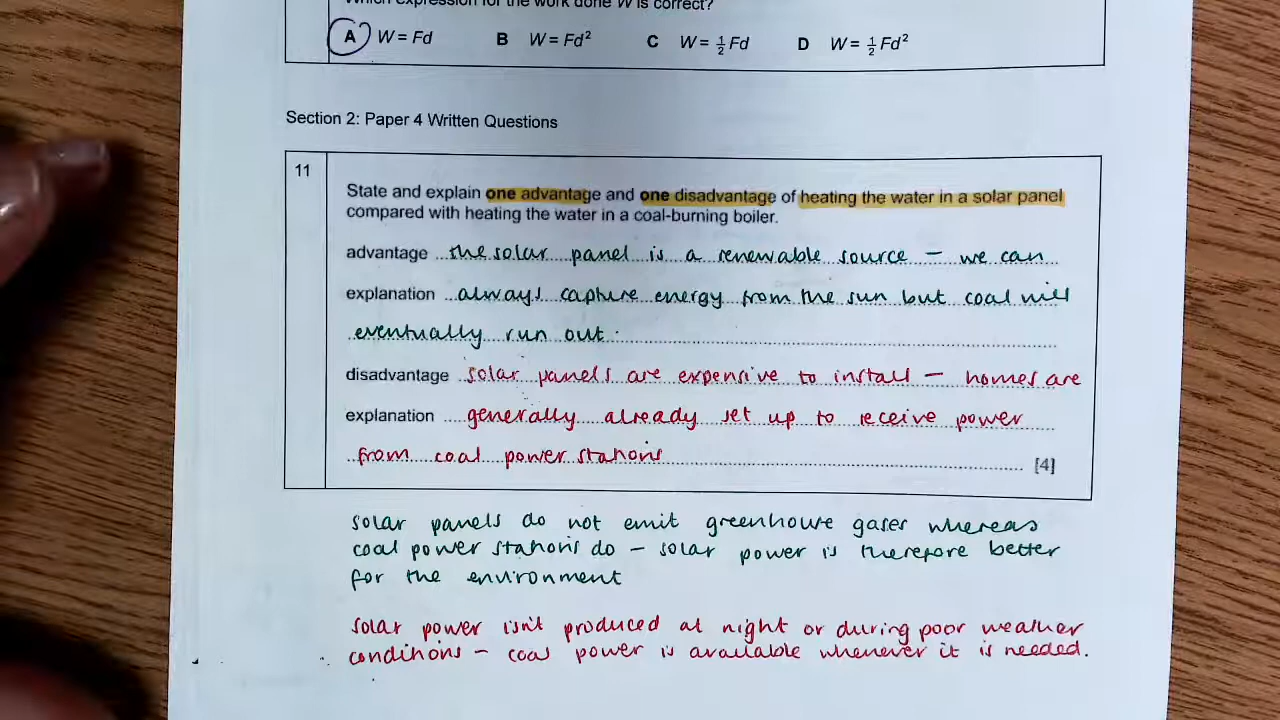 Which expression for the work done W is correct?
A W = Fd B W = Fd² C W = ½Fd D W = ½Fd²
Section 2: Paper 4 Written Questions
11
State and explain one advantage and one disadvantage of heating the water in a solar panel
compared with heating the water in a coal-burning boiler.
advantage the solar panel is a renewable source – we can
explanation always capture energy from the sun but coal will
eventually run out.
disadvantage solar panels are expensive to install – homes are
explanation generally already set up to receive power
from coal power stations
[4]
solar panels do not emit greenhouse gases whereas
coal power stations do – solar power is therefore better
for the environment
solar power isn't produced at night or during poor weather
conditions – coal power is available whenever it is needed.